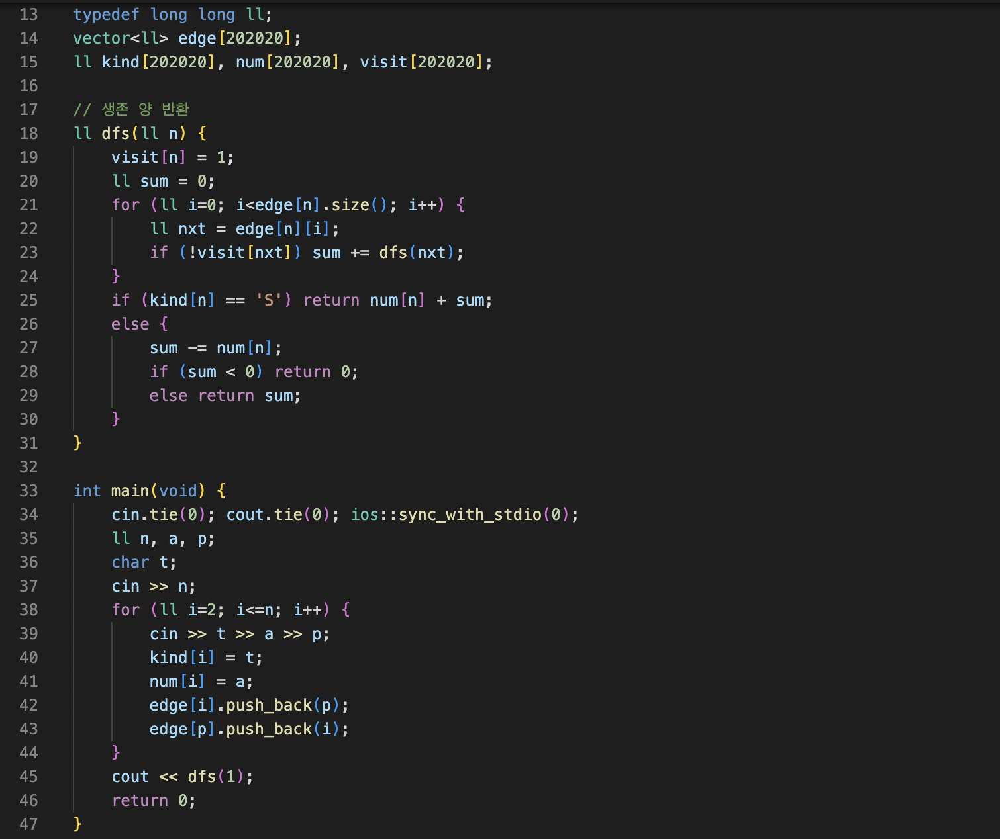 13 typedef long long ll;
14 vector<ll> edge[202020];
15 ll kind[202020], num[202020], visit[202020];
16
17 // 생존 양 반환
18 ll dfs(ll n) {
19     visit[n] = 1;
20     ll sum = 0;
21     for (ll i=0; i<edge[n].size(); i++) {
22         ll nxt = edge[n][i];
23         if (!visit[nxt]) sum += dfs(nxt);
24     }
25     if (kind[n] == 'S') return num[n] + sum;
26     else {
27         sum -= num[n];
28         if (sum < 0) return 0;
29         else return sum;
30     }
31 }
32
33 int main(void) {
34     cin.tie(0); cout.tie(0); ios::sync_with_stdio(0);
35     ll n, a, p;
36     char t;
37     cin >> n;
38     for (ll i=2; i<=n; i++) {
39         cin >> t >> a >> p;
40         kind[i] = t;
41         num[i] = a;
42         edge[i].push_back(p);
43         edge[p].push_back(i);
44     }
45     cout << dfs(1);
46     return 0;
47 }